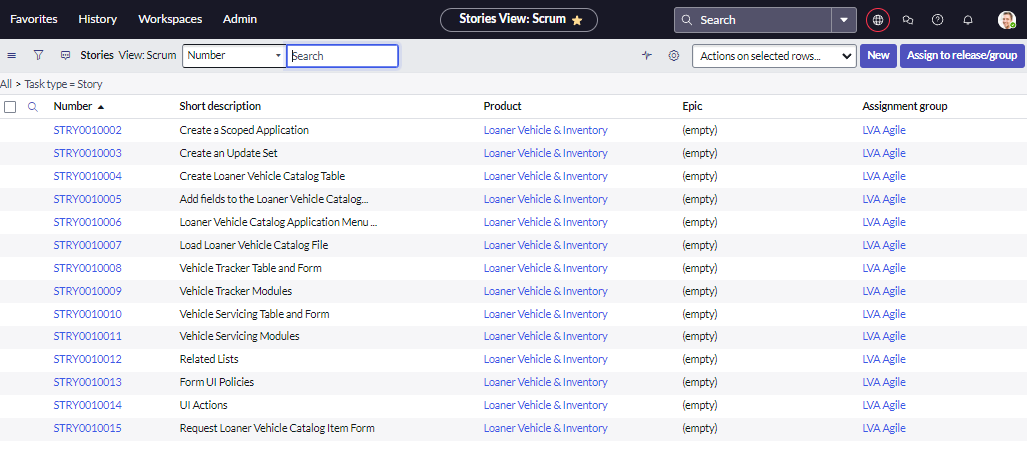 Favorites History Workspaces Admin Stories View: Scrum Search
Stories View: Scrum Number Search Actions on selected rows... New Assign to release/group
All > Task type = Story
Number Short description Product Epic Assignment group
STRY0010002 Create a Scoped Application Loaner Vehicle & Inventory (empty) LVA Agile
STRY0010003 Create an Update Set Loaner Vehicle & Inventory (empty) LVA Agile
STRY0010004 Create Loaner Vehicle Catalog Table Loaner Vehicle & Inventory (empty) LVA Agile
STRY0010005 Add fields to the Loaner Vehicle Catalog... Loaner Vehicle & Inventory (empty) LVA Agile
STRY0010006 Loaner Vehicle Catalog Application Menu ... Loaner Vehicle & Inventory (empty) LVA Agile
STRY0010007 Load Loaner Vehicle Catalog File Loaner Vehicle & Inventory (empty) LVA Agile
STRY0010008 Vehicle Tracker Table and Form Loaner Vehicle & Inventory (empty) LVA Agile
STRY0010009 Vehicle Tracker Modules Loaner Vehicle & Inventory (empty) LVA Agile
STRY0010010 Vehicle Servicing Table and Form Loaner Vehicle & Inventory (empty) LVA Agile
STRY0010011 Vehicle Servicing Modules Loaner Vehicle & Inventory (empty) LVA Agile
STRY0010012 Related Lists Loaner Vehicle & Inventory (empty) LVA Agile
STRY0010013 Form UI Policies Loaner Vehicle & Inventory (empty) LVA Agile
STRY0010014 UI Actions Loaner Vehicle & Inventory (empty) LVA Agile
STRY0010015 Request Loaner Vehicle Catalog Item Form Loaner Vehicle & Inventory (empty) LVA Agile